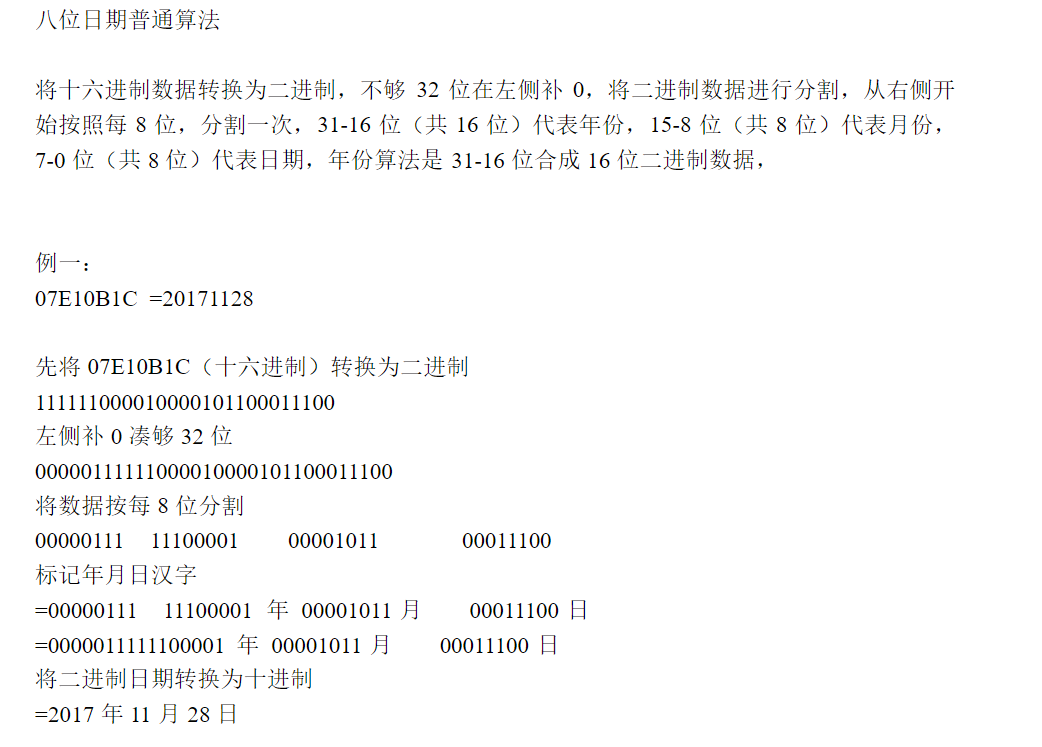 八位日期普通算法
将十六进制数据转换为二进制，不够 32 位在左侧补 0，将二进制数据进行分割，从右侧开
始按照每 8 位，分割一次，31-16 位（共 16 位）代表年份，15-8 位（共 8 位）代表月份，
7-0 位（共 8 位）代表日期，年份算法是 31-16 位合成 16 位二进制数据，
例一：
07E10B1C =20171128
先将 07E10B1C（十六进制）转换为二进制
111111000010000101100011100
左侧补 0 凑够 32 位
00000111111000010000101100011100
将数据按每 8 位分割
00000111 11100001 00001011 00011100
标记年月日汉字
=00000111 11100001 年 00001011 月 00011100 日
=0000011111100001 年 00001011 月 00011100 日
将二进制日期转换为十进制
=2017 年 11 月 28 日